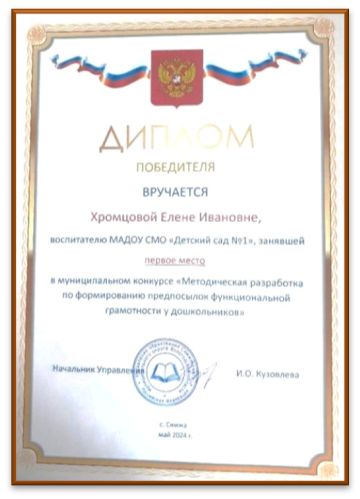 ДИПЛОМ
ПОБЕДИТЕЛЯ
ВРУЧАЕТСЯ
Хромцовой Елене Ивановне,
воспитателю МАДОУ СМО «Детский сад №1», занявшей
первое место
в муниципальном конкурсе «Методическая разработка
по формированию предпосылок функциональной
грамотности у дошкольников»
Начальник Управления И.О. Кузовлева
с. Сямжа
май 2024 г.